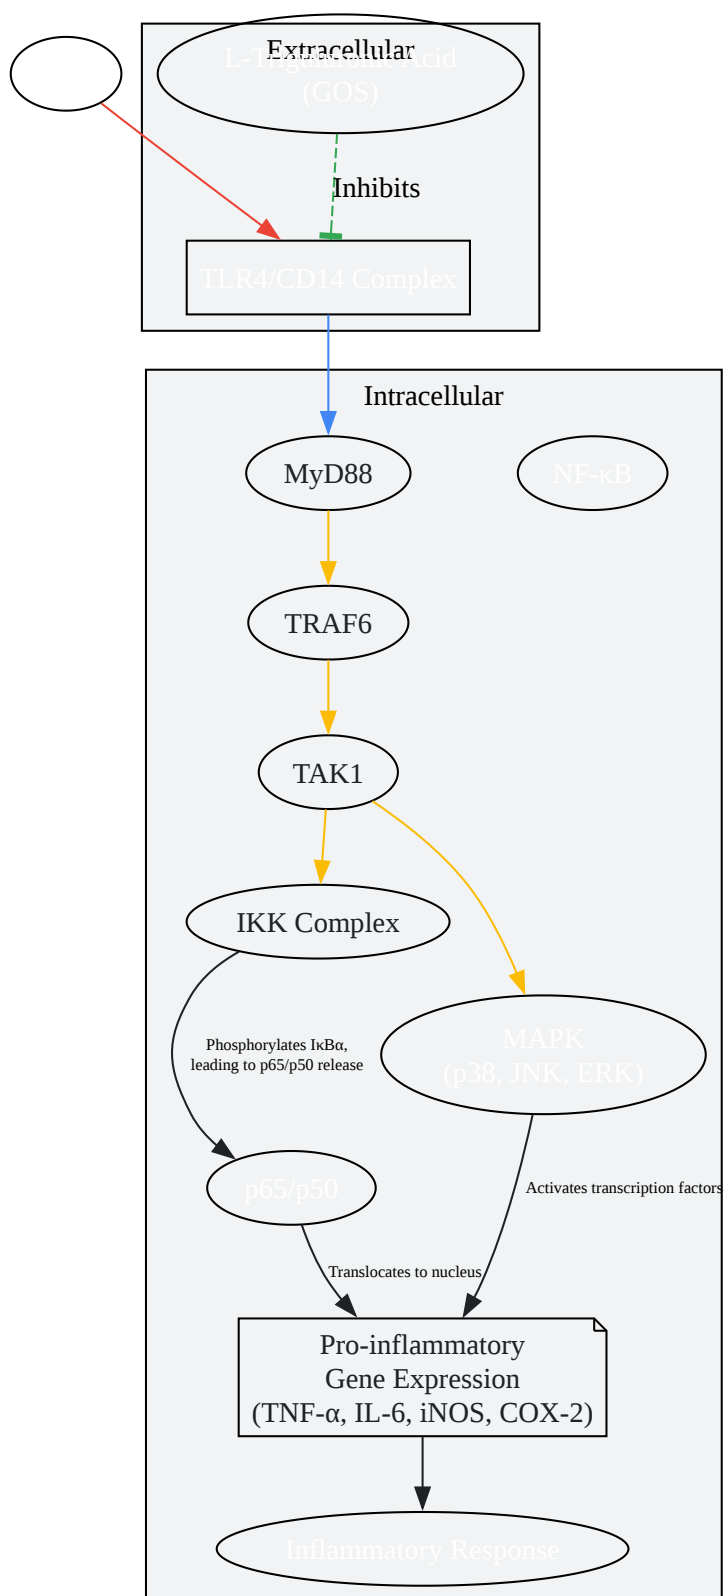 Extracellular
L-Triguluronic Acid
(GOS)
Inhibits
TLR4/CD14 Complex
Intracellular
MyD88
NF-κB
TRAF6
TAK1
IKK Complex
Phosphorylates IκBα,
leading to p65/p50 release
MAPK
(p38, JNK, ERK)
p65/p50
Activates transcription factors
Translocates to nucleus
Pro-inflammatory
Gene Expression
(TNF-α, IL-6, iNOS, COX-2)
Inflammatory Response